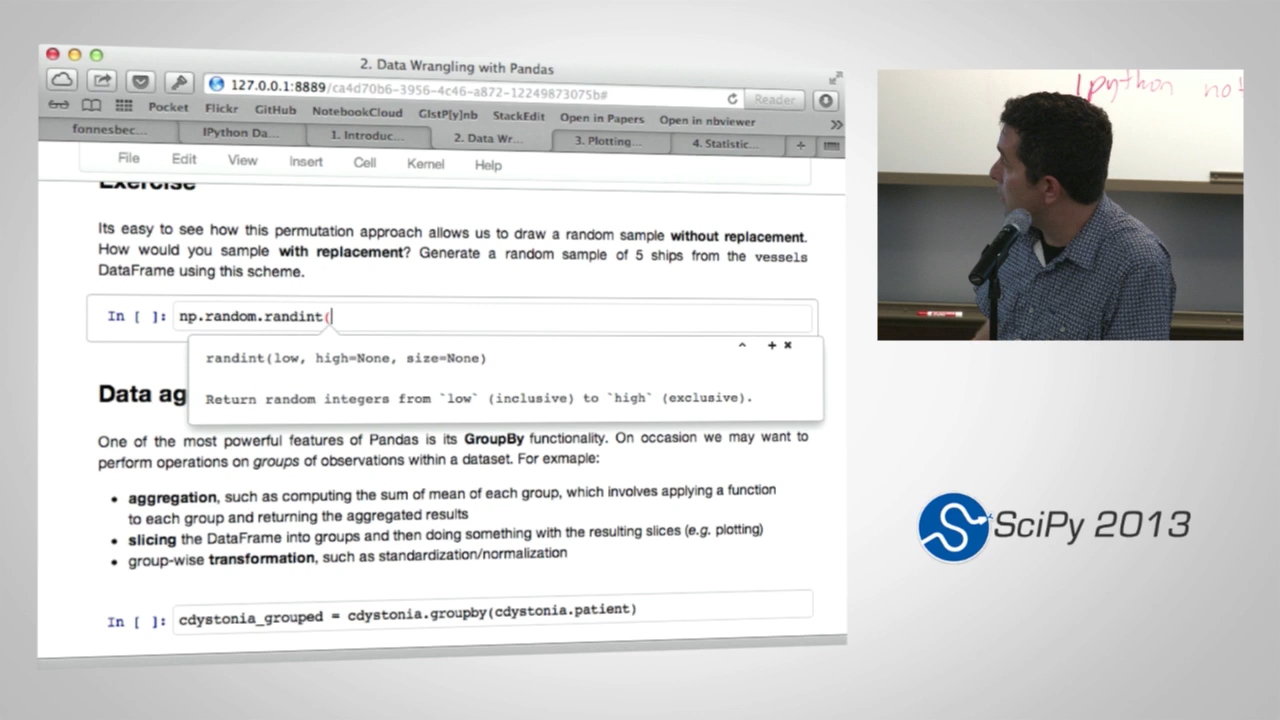 2. Data Wrangling with Pandas
127.0.0.1:8889/ca4d70b6-3956-4c46-a872-12249873075b#
Reader
Pocket Flickr GitHub NotebookCloud GIstP[y]nb StackEdit Open in Papers Open in nbviewer
fonnesbec... IPython Da... 1. Introduc... 2. Data Wr... 3. Plotting... 4. Statistic...
File Edit View Insert Cell Kernel Help
Exercise
Its easy to see how this permutation approach allows us to draw a random sample without replacement.
How would you sample with replacement? Generate a random sample of 5 ships from the vessels
DataFrame using this scheme.
In [ ]: np.random.randint(
randint(low, high=None, size=None)
Return random integers from `low` (inclusive) to `high` (exclusive).
Data ag
One of the most powerful features of Pandas is its GroupBy functionality. On occasion we may want to
perform operations on groups of observations within a dataset. For exmaple:
• aggregation, such as computing the sum of mean of each group, which involves applying a function
to each group and returning the aggregated results
• slicing the DataFrame into groups and then doing something with the resulting slices (e.g. plotting)
• group-wise transformation, such as standardization/normalization
In [ ]: cdystonia_grouped = cdystonia.groupby(cdystonia.patient)
Ipython not
SciPy 2013